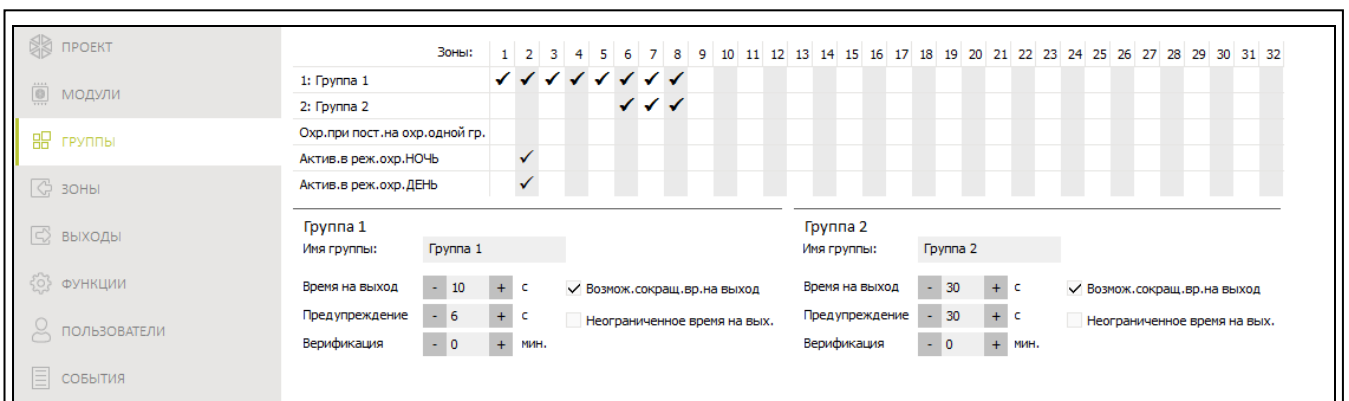 ПРОЕКТ
МОДУЛИ
ГРУППЫ
ЗОНЫ
ВЫХОДЫ
ФУНКЦИИ
ПОЛЬЗОВАТЕЛИ
СОБЫТИЯ
Зоны: 1 2 3 4 5 6 7 8 9 10 11 12 13 14 15 16 17 18 19 20 21 22 23 24 25 26 27 28 29 30 31 32
1: Группа 1
2: Группа 2
Охр.при пост.на охр.одной гр.
Актив.в реж.охр.НОЧЬ
Актив.в реж.охр.ДЕНЬ
Группа 1
Имя группы: Группа 1
Время на выход - 10 + с Возмож.сокращ.вр.на выход
Предупреждение - 6 + с Неограниченное время на вых.
Верификация - 0 + мин.
Группа 2
Имя группы: Группа 2
Время на выход - 30 + с Возмож.сокращ.вр.на выход
Предупреждение - 30 + с Неограниченное время на вых.
Верификация - 0 + мин.